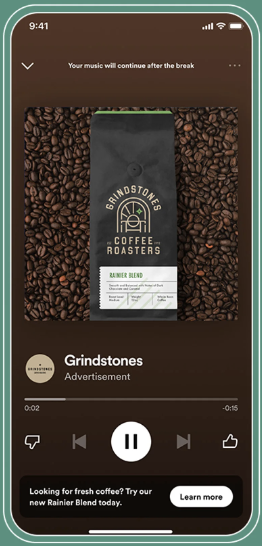 9:41
Your music will continue after the break
GRINDSTONES
COFFEE
ROASTERS
RAINIER BLEND
GRINDSTONES
Grindstones
Advertisement
0:02
-0:15
Looking for fresh coffee? Try our
new Rainier Blend today.
Learn more